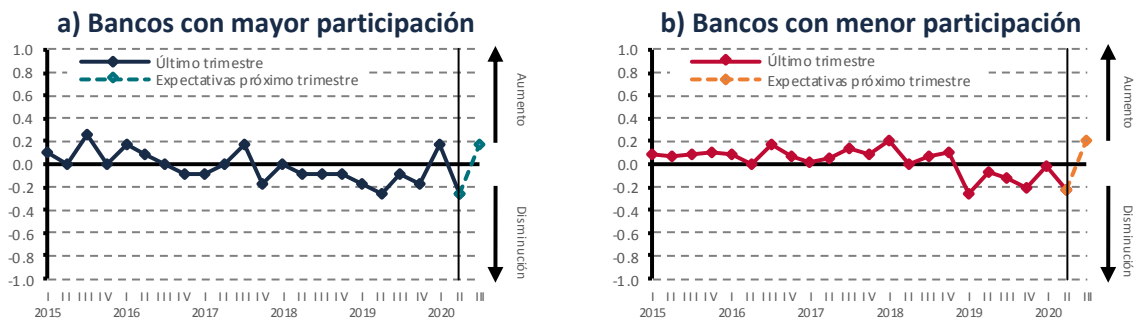 a) Bancos con mayor participación
1.0
0.8
0.6
0.4
0.2
0.0
-0.2
-0.4
-0.6
-0.8
-1.0
Último trimestre
Expectativas próximo trimestre
Aumento
Disminución
I II III IV I II III IV I II III IV I II III IV I II III IV I II III
2015 2016 2017 2018 2019 2020
b) Bancos con menor participación
1.0
0.8
0.6
0.4
0.2
0.0
-0.2
-0.4
-0.6
-0.8
-1.0
Último trimestre
Expectativas próximo trimestre
Aumento
Disminución
I II III IV I II III IV I II III IV I II III IV I II III IV I II III
2015 2016 2017 2018 2019 2020